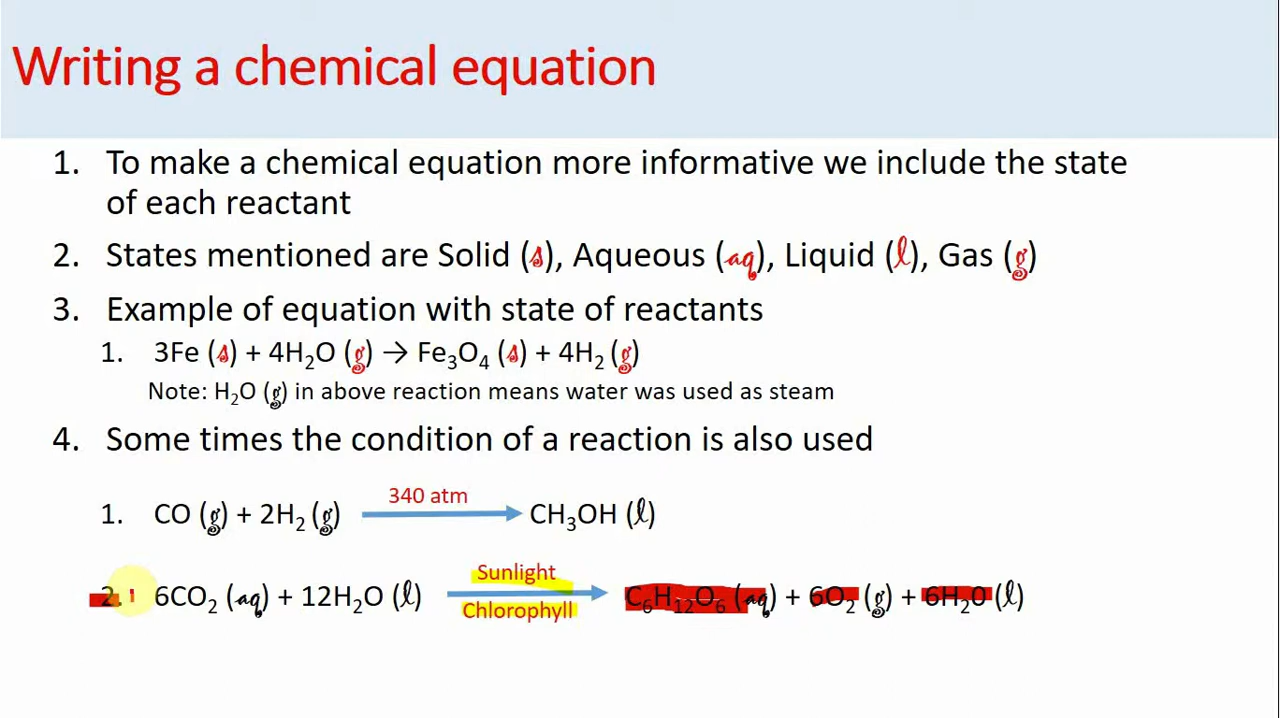 Writing a chemical equation
1. To make a chemical equation more informative we include the state
of each reactant
2. States mentioned are Solid (s), Aqueous (aq), Liquid (l), Gas (g)
3. Example of equation with state of reactants
1. 3Fe (s) + 4H₂O (g) → Fe₃O₄ (s) + 4H₂ (g)
Note: H₂O (g) in above reaction means water was used as steam
4. Some times the condition of a reaction is also used
340 atm
1. CO (g) + 2H₂ (g) → CH₃OH (l)
Sunlight
2. 6CO₂ (aq) + 12H₂O (l) → C₆H₁₂O₆ (aq) + 6O₂ (g) + 6H₂0 (l)
Chlorophyll